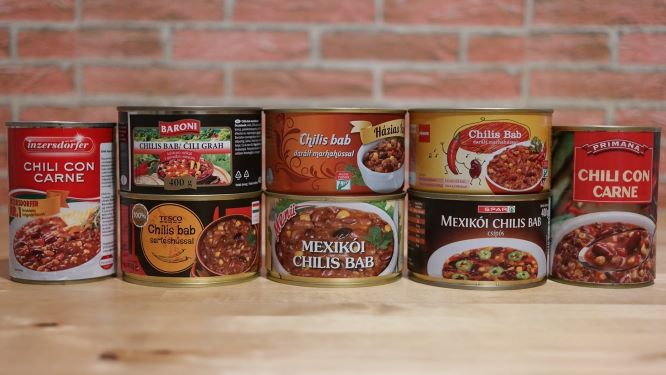 inzersdorfer
CHILI CON
CARNE
BARONI
CHILIS BAB/ ČILI GRAH
400 g
Chilis bab
darált marhahússal
Házias
Chilis Bab
darált marhahússal
100%
TESCO
Chilis bab
sertéshússal
MEXIKÓI
CHILIS BAB
SPAR
MEXIKÓI CHILIS BAB
csípős
PRIMANA
CHILI CON
CARNE